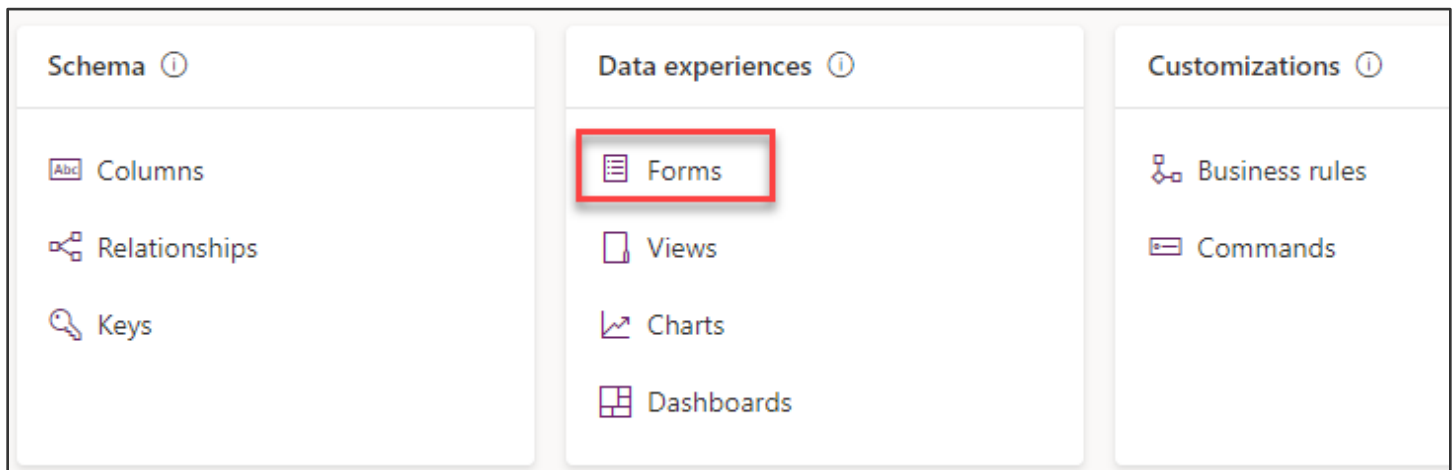 Schema
Columns
Relationships
Keys
Data experiences
Forms
Views
Charts
Dashboards
Customizations
Business rules
Commands